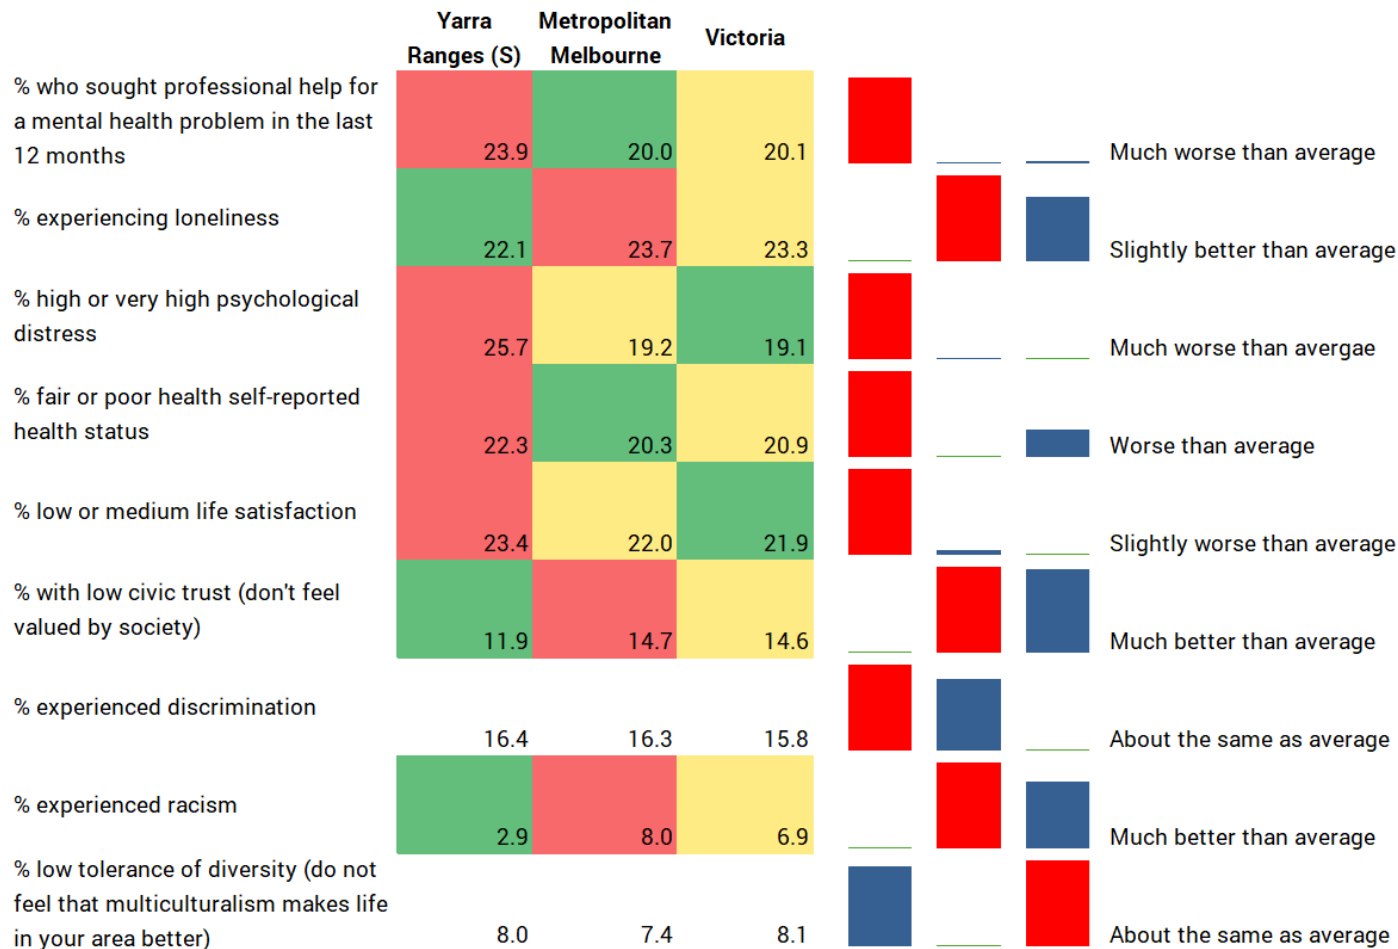 Yarra Metropolitan Victoria
Ranges (S) Melbourne
% who sought professional help for
a mental health problem in the last
12 months 23.9 20.0 20.1 Much worse than average
% experiencing loneliness
22.1 23.7 23.3 Slightly better than average
% high or very high psychological
distress
25.7 19.2 19.1 Much worse than avergae
% fair or poor health self-reported
health status
22.3 20.3 20.9 Worse than average
% low or medium life satisfaction
23.4 22.0 21.9 Slightly worse than average
% with low civic trust (don't feel
valued by society)
11.9 14.7 14.6 Much better than average
% experienced discrimination
16.4 16.3 15.8 About the same as average
% experienced racism
2.9 8.0 6.9 Much better than average
% low tolerance of diversity (do not
feel that multiculturalism makes life
in your area better) 8.0 7.4 8.1 About the same as average